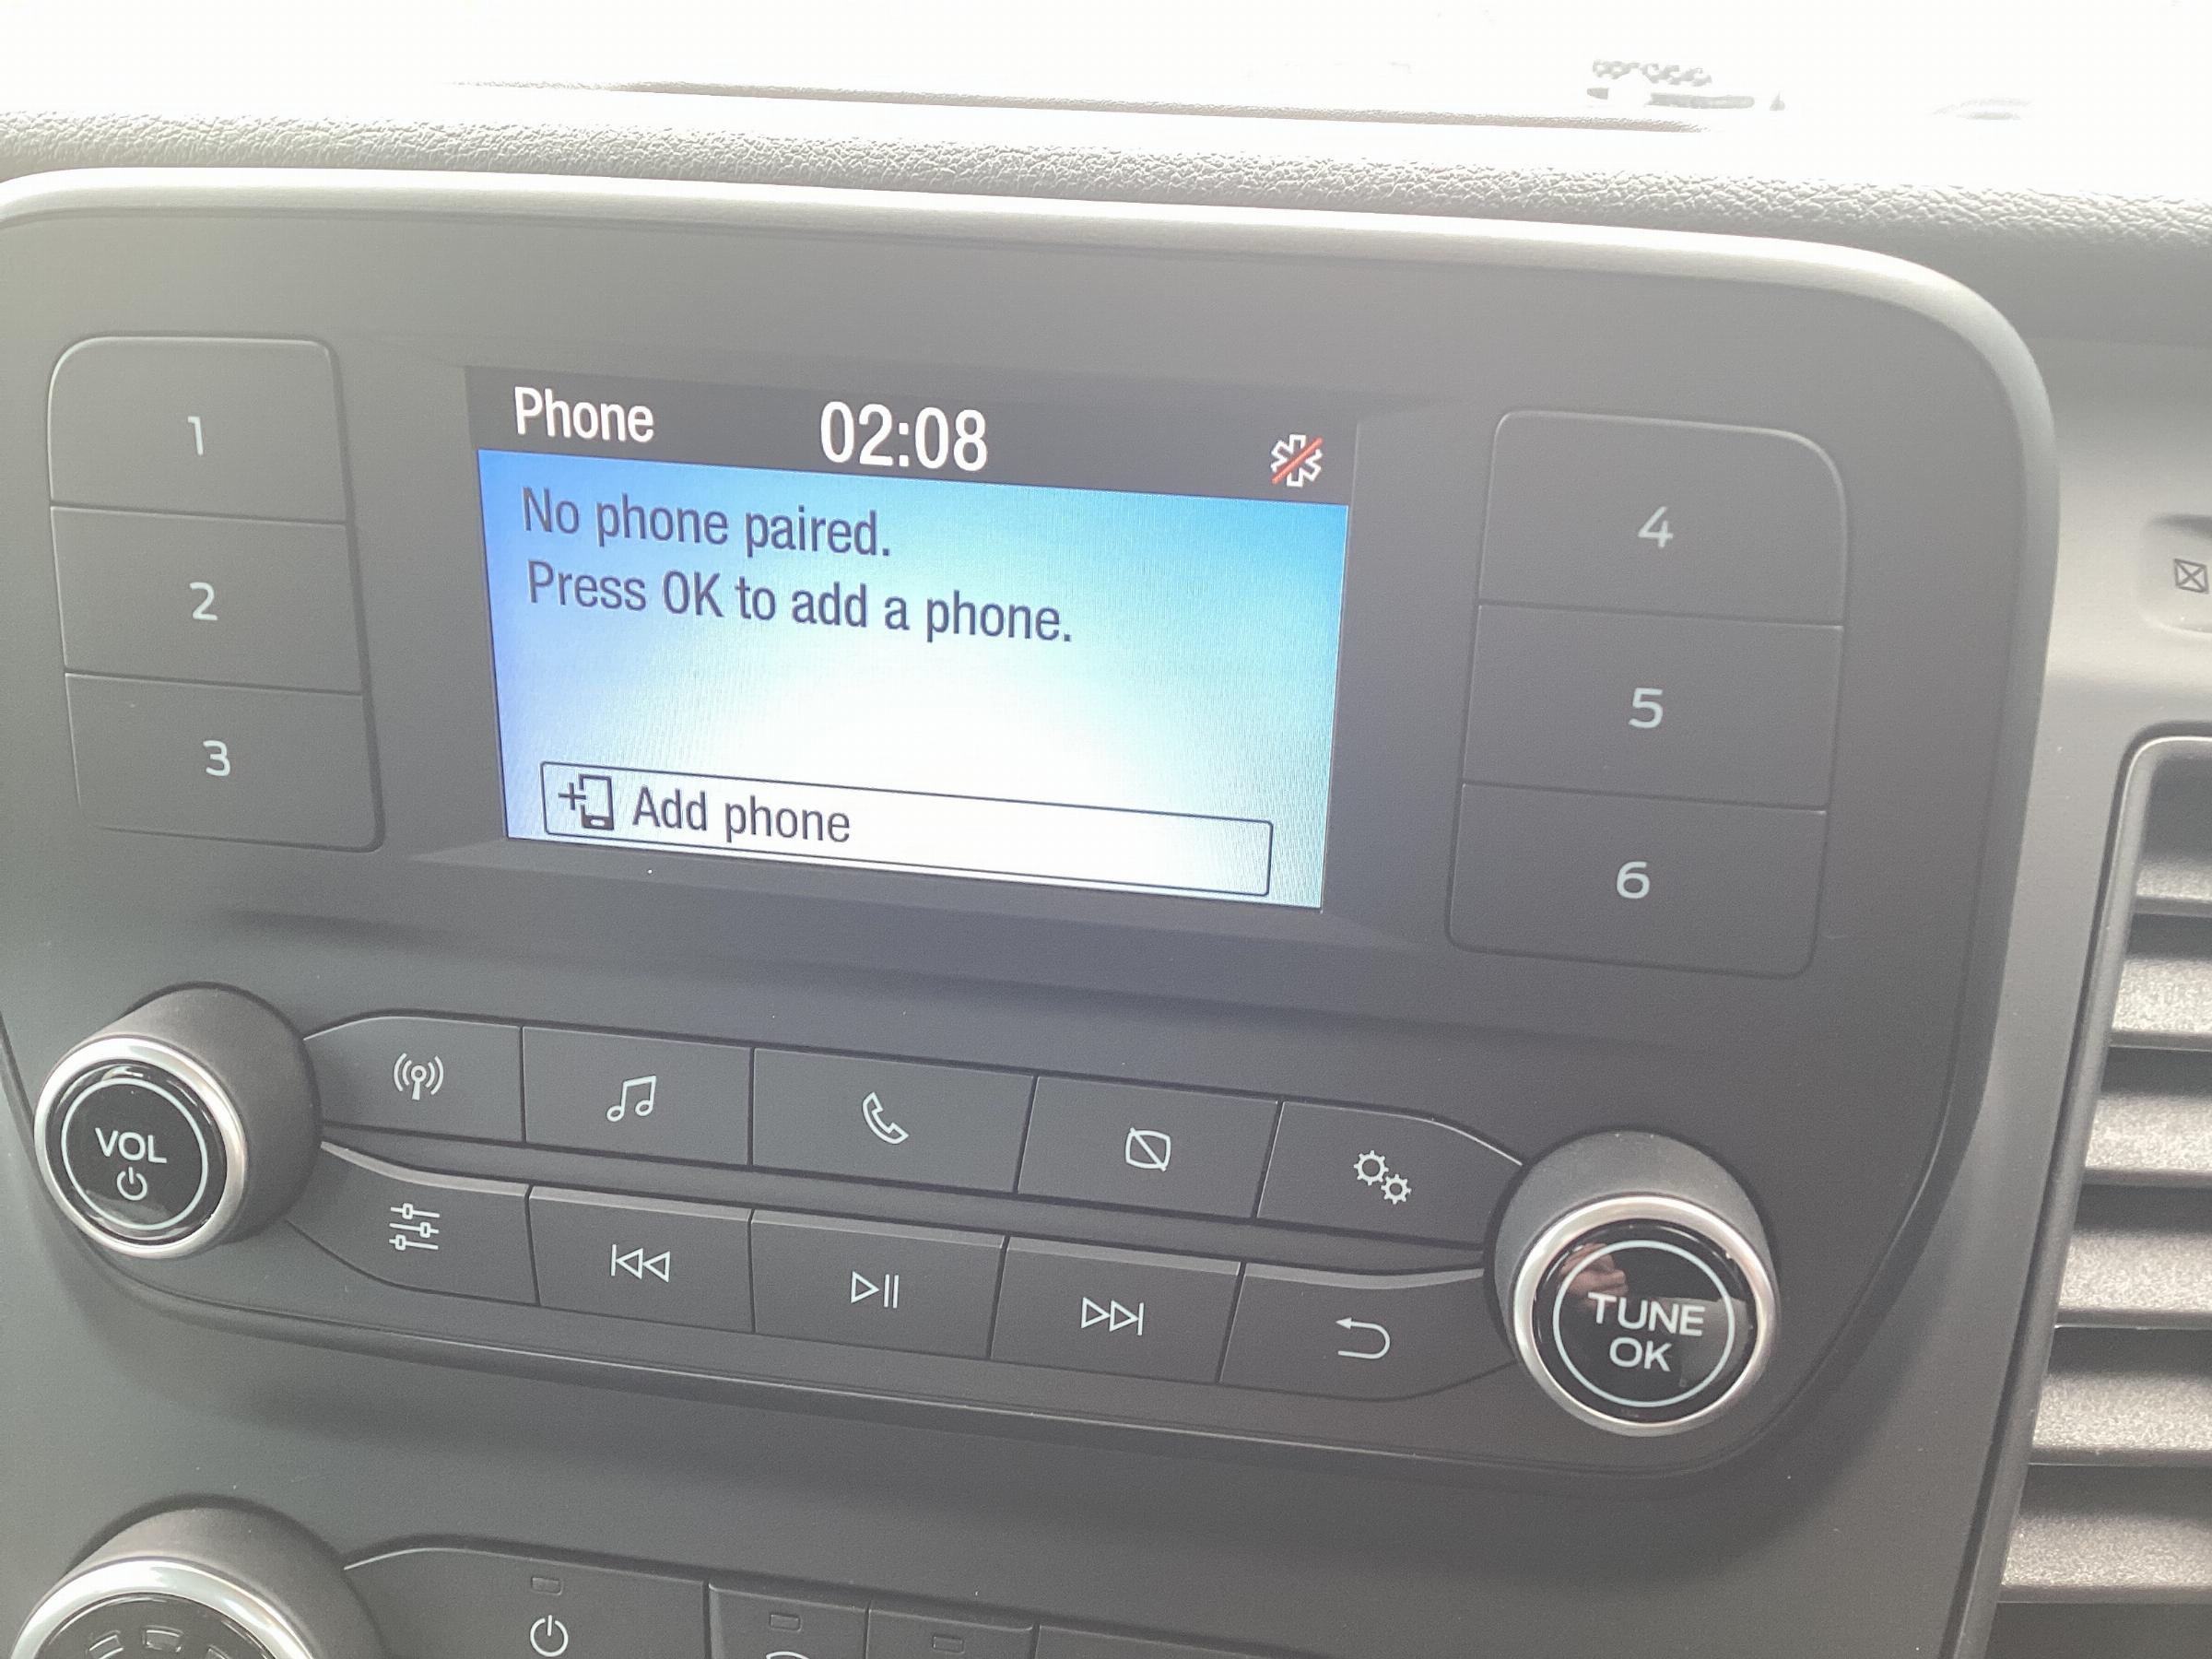 Phone 02:08
No phone paired.
Press OK to add a phone.
Add phone
1
2
3
4
5
6
VOL
TUNE
OK